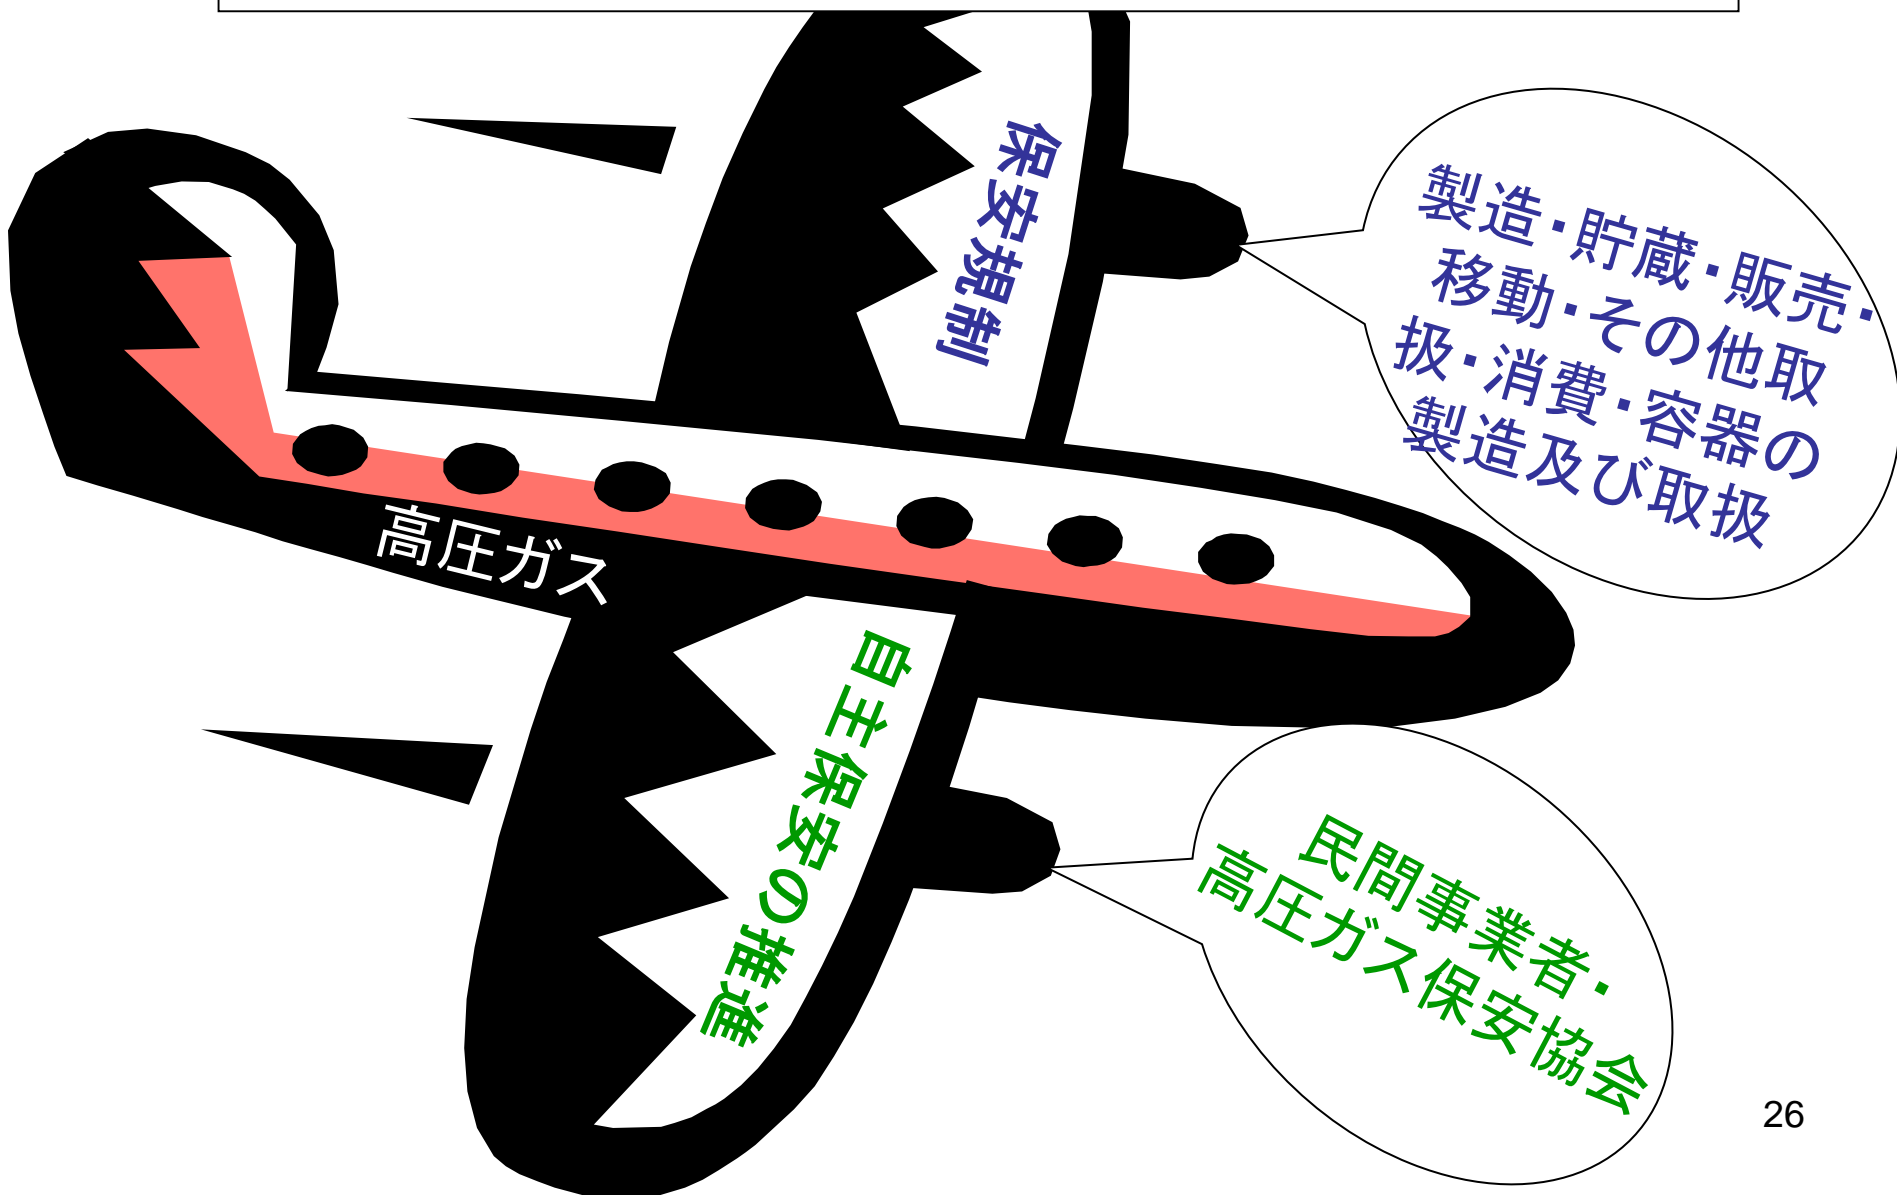 保安規制
製造・貯蔵・販売・
移動・その他取
扱・消費・容器の
製造及び取扱
高圧ガス
自主保安の推進
民間事業者・
高圧ガス保安協会
26